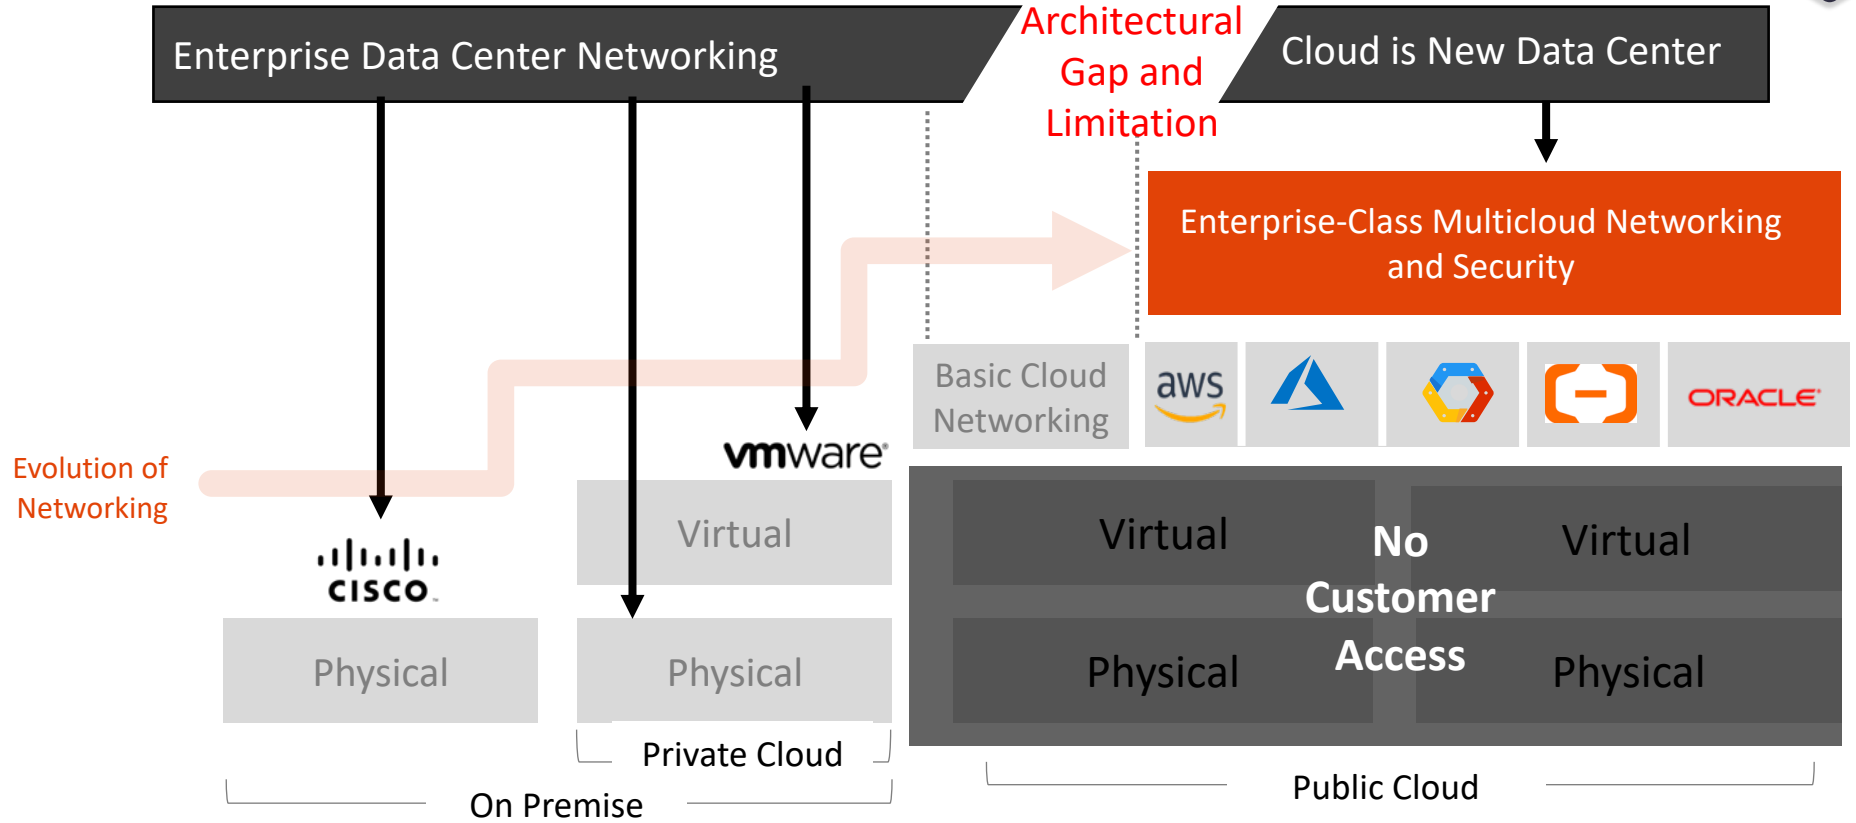 Enterprise Data Center Networking
Architectural
Gap and
Limitation
Cloud is New Data Center
Enterprise-Class Multicloud Networking
and Security
Basic Cloud
Networking
aws
ORACLE
vmware®
Evolution of
Networking
CISCO
Virtual
Physical
Physical
Virtual
Virtual
No
Customer
Access
Physical
Physical
Private Cloud
On Premise
Public Cloud